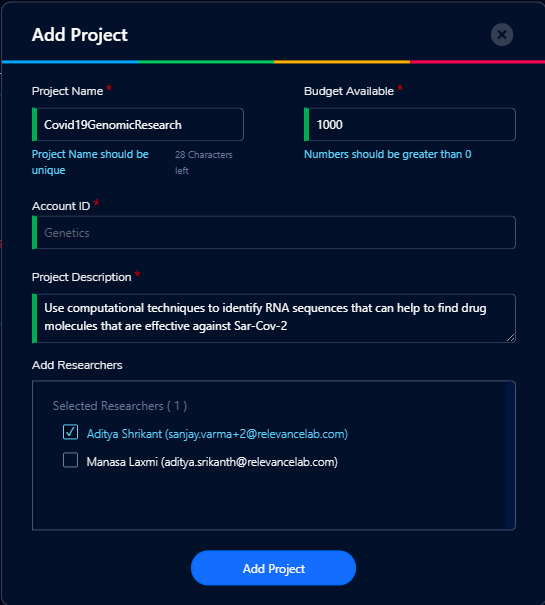 Add Project
Project Name *
Budget Available *
Covid19GenomicResearch
1000
Project Name should be
unique
28 Characters
left
Numbers should be greater than 0
Account ID *
Genetics
Project Description *
Use computational techniques to identify RNA sequences that can help to find drug
molecules that are effective against Sar-Cov-2
Add Researchers
Selected Researchers ( 1 )
Aditya Shrikant (sanjay.varma+2@relevancelab.com)
Manasa Laxmi (aditya.srikanth@relevancelab.com)
Add Project